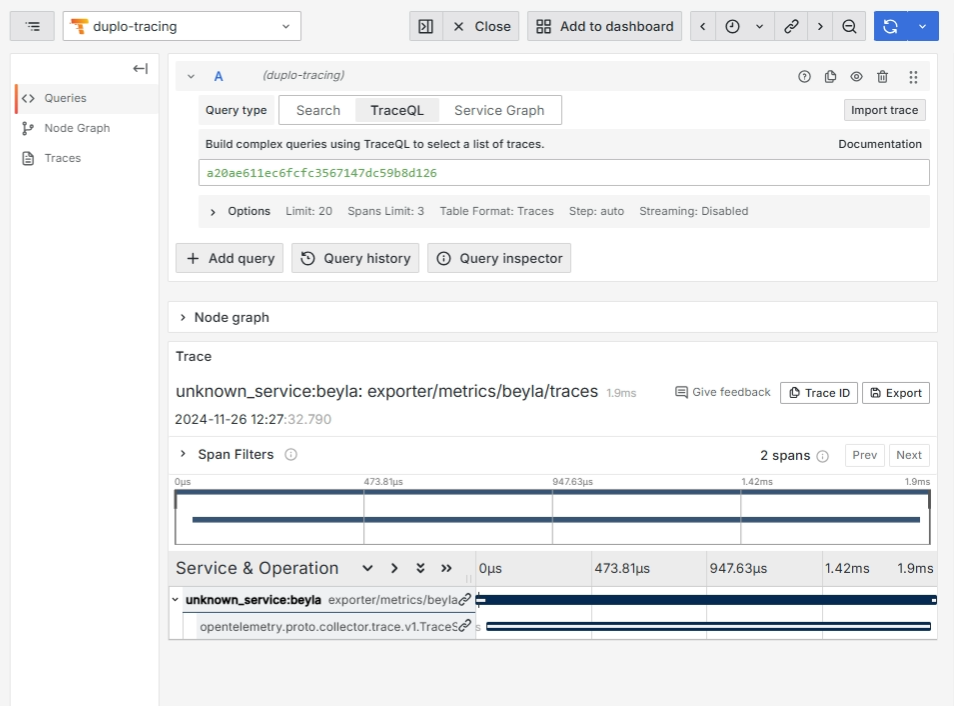 duplo-tracing
Close
Add to dashboard
Queries
Node Graph
Traces
A (duplo-tracing)
Query type Search TraceQL Service Graph Import trace
Build complex queries using TraceQL to select a list of traces. Documentation
a20ae611ec6fcfc3567147dc59b8d126
Options Limit: 20 Spans Limit: 3 Table Format: Traces Step: auto Streaming: Disabled
+ Add query Query history Query inspector
Node graph
Trace
unknown_service:beyla: exporter/metrics/beyla/traces 1.9ms Give feedback Trace ID Export
2024-11-26 12:27:32.790
Span Filters 2 spans Prev Next
0μs 473.81μs 947.63μs 1.42ms 1.9ms
Service & Operation 0μs 473.81μs 947.63μs 1.42ms 1.9ms
unknown_service:beyla exporter/metrics/beyla
opentelemetry.proto.collector.trace.v1.TraceS